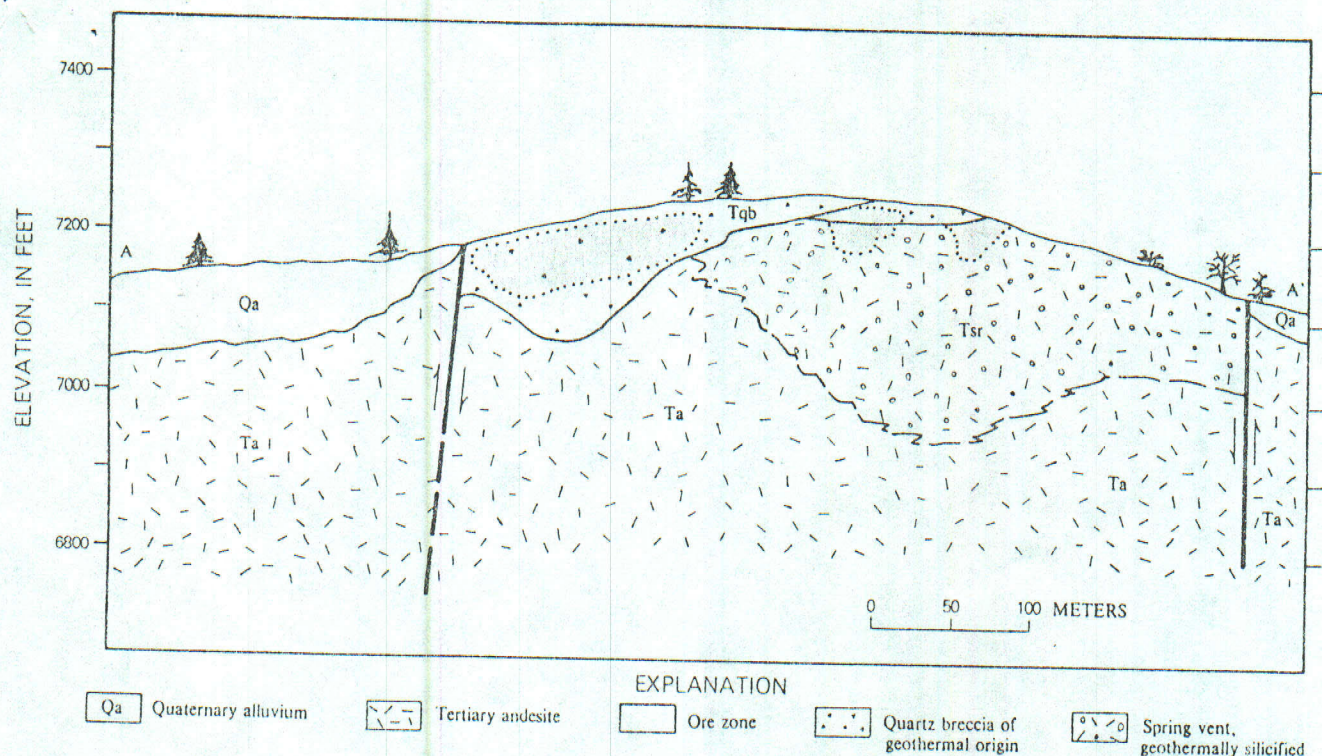 7400
7200
7000
6800
ELEVATION, IN FEET
A
A'
Qa
Tqb
Tsr
Qa
Ta
Ta
Ta
Ta
0 50 100 METERS
EXPLANATION
Qa Quaternary alluvium
Tertiary andesite
Ore zone
Quartz breccia of
geothermal origin
Spring vent,
geothermally silicified